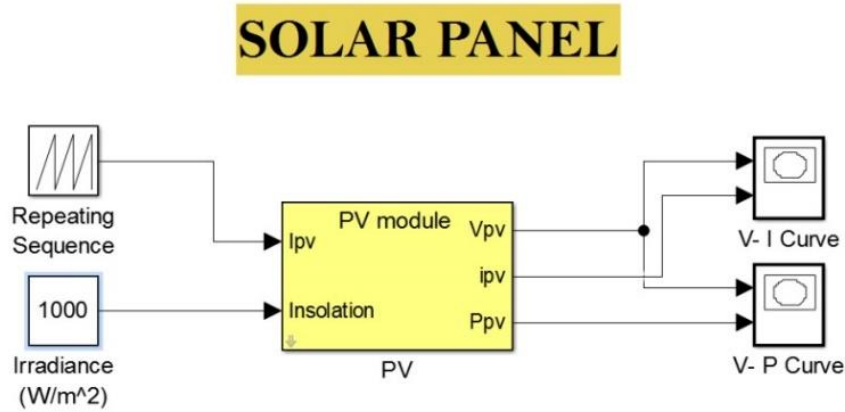 SOLAR PANEL
Repeating
Sequence
1000
Irradiance
(W/m^2)
PV module
Ipv
Insolation
Vpv
ipv
Ppv
PV
V- I Curve
V- P Curve